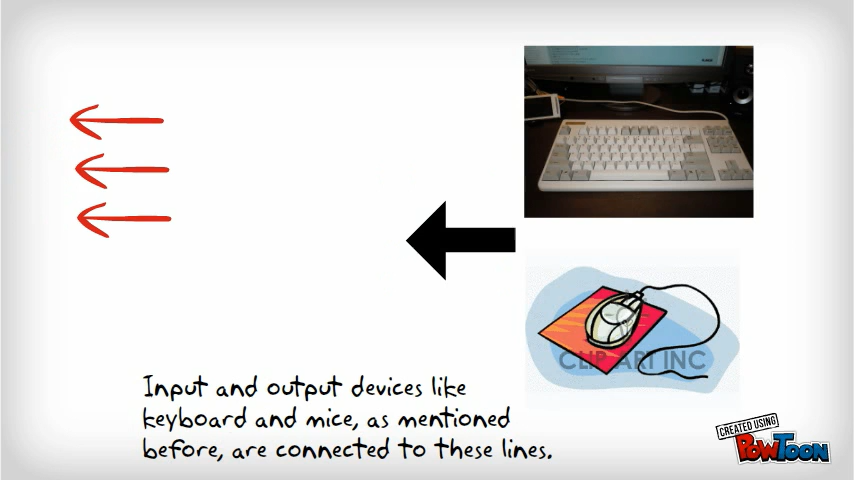 CLIP ART INC
Input and output devices like
keyboard and mice, as mentioned
before, are connected to these lines.
CREATED USING
POWTOON